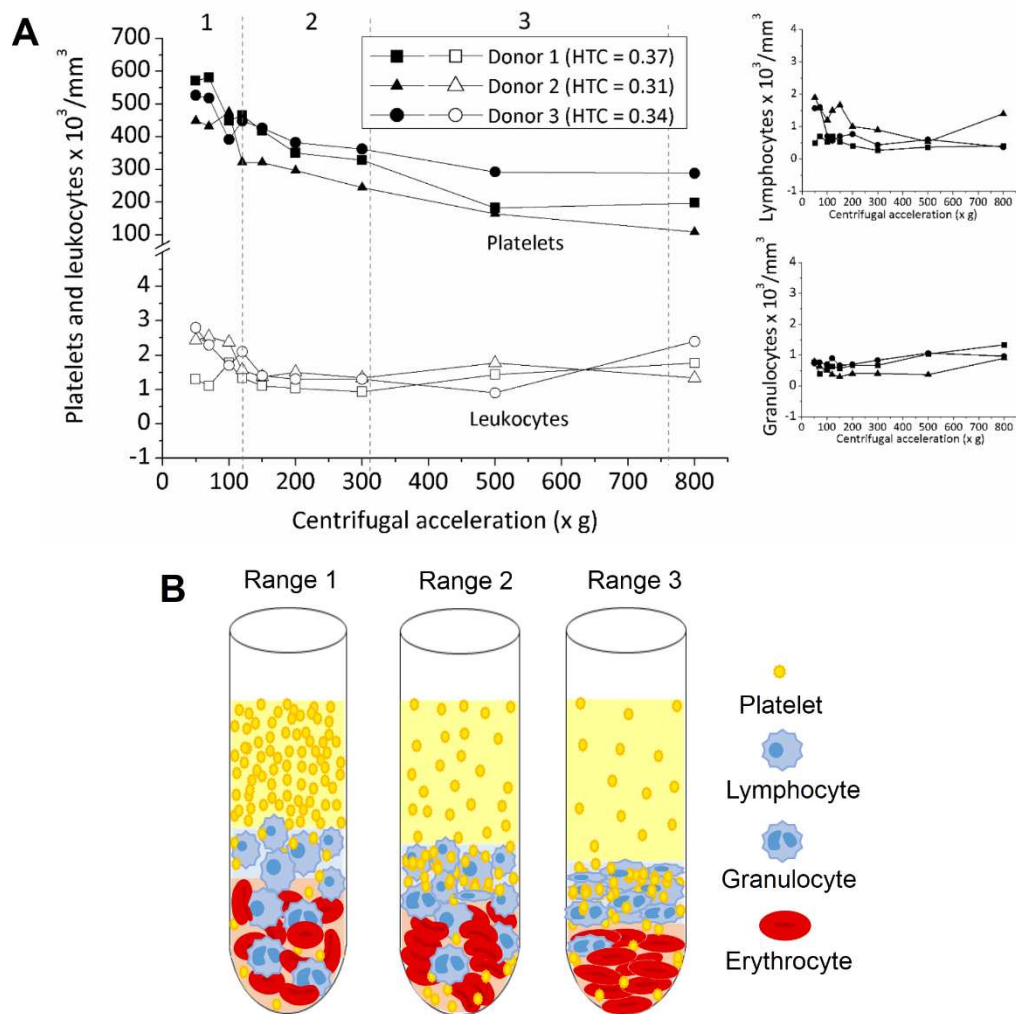 A
1 2 3
Platelets and leukocytes x 10³/mm³
700
600
500
400
300
200
100
4
3
2
1
0
-1
Donor 1 (HTC = 0.37)
Donor 2 (HTC = 0.31)
Donor 3 (HTC = 0.34)
Platelets
Leukocytes
0 100 200 300 400 500 600 700 800
Centrifugal acceleration (x g)
Lymphocytes x 10³/mm³
4
3
2
1
0
-1
0 100 200 300 400 500 600 700 800
Centrifugal acceleration (x g)
Granulocytes x 10³/mm³
4
3
2
1
0
-1
0 100 200 300 400 500 600 700 800
Centrifugal acceleration (x g)
B
Range 1 Range 2 Range 3
Platelet
Lymphocyte
Granulocyte
Erythrocyte